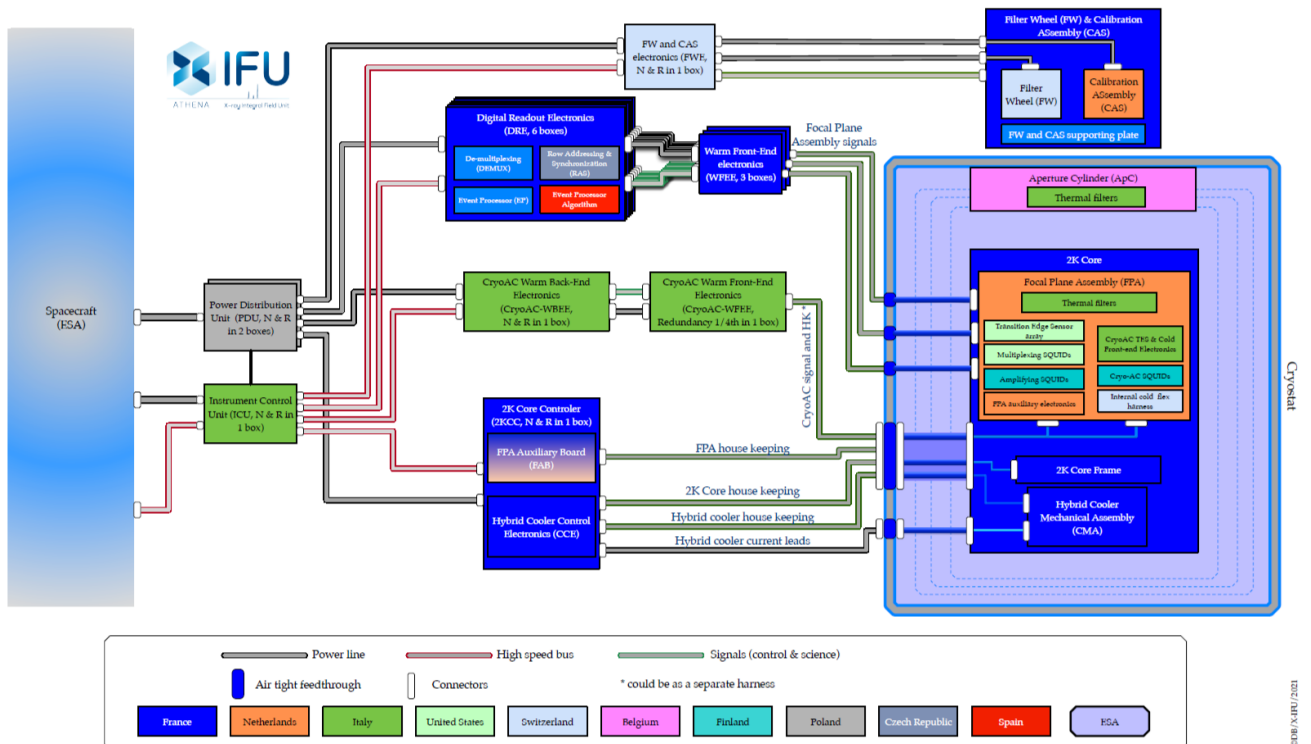 Spacecraft
(ESA)
IFU
ATHENA X-ray Integral Field Unit
FW and CAS
electronics (FWE,
N & R in 1 box)
Filter Wheel (FW) & Calibration
ASsembly (CAS)
Filter
Wheel (FW)
Calibration
ASsembly
(CAS)
FW and CAS supporting plate
Digital Readout Electronics
(DRE, 6 boxes)
De-multiplexing
(DEMUX)
Row Addressing &
Synchronization
(RAS)
Event Processor (EP)
Event Processor
Algorithm
Warm Front-End
electronics
(WFEE, 3 boxes)
Focal Plane
Assembly signals
Aperture Cylinder (ApC)
Thermal filters
2K Core
Focal Plane Assembly (FPA)
Thermal filters
Transition Edge Sensor
Array
Multiplexing SQUIDs
Amplifying SQUIDs
FPA auxiliary electronics
CryoAC TES & Cold
Front-end Electronics
Cryo-AC SQUIDs
Internal cold flex
harness
2K Core Frame
Hybrid Cooler
Mechanical Assembly
(CMA)
Cryostat
Power Distribution
Unit (PDU, N & R
in 2 boxes)
Instrument Control
Unit (ICU, N & R in
1 box)
CryoAC Warm Back-End
Electronics
(CryoAC-WBEE,
N & R in 1 box)
CryoAC Warm Front-End
Electronics
(CryoAC-WFEE,
Redundancy 1/4th in 1 box)
CryoAC signal and HK *
2K Core Controler
(2KCC, N & R in 1 box)
FPA Auxiliary Board
(FAB)
Hybrid Cooler Control
Electronics (CCE)
FPA house keeping
2K Core house keeping
Hybrid cooler house keeping
Hybrid cooler current leads
Power line
High speed bus
Signals (control & science)
Air tight feedthrough
Connectors
* could be as a separate harness
France
Netherlands
Italy
United States
Switzerland
Belgium
Finland
Poland
Czech Republic
Spain
ESA
DDB/X-IFU/2021